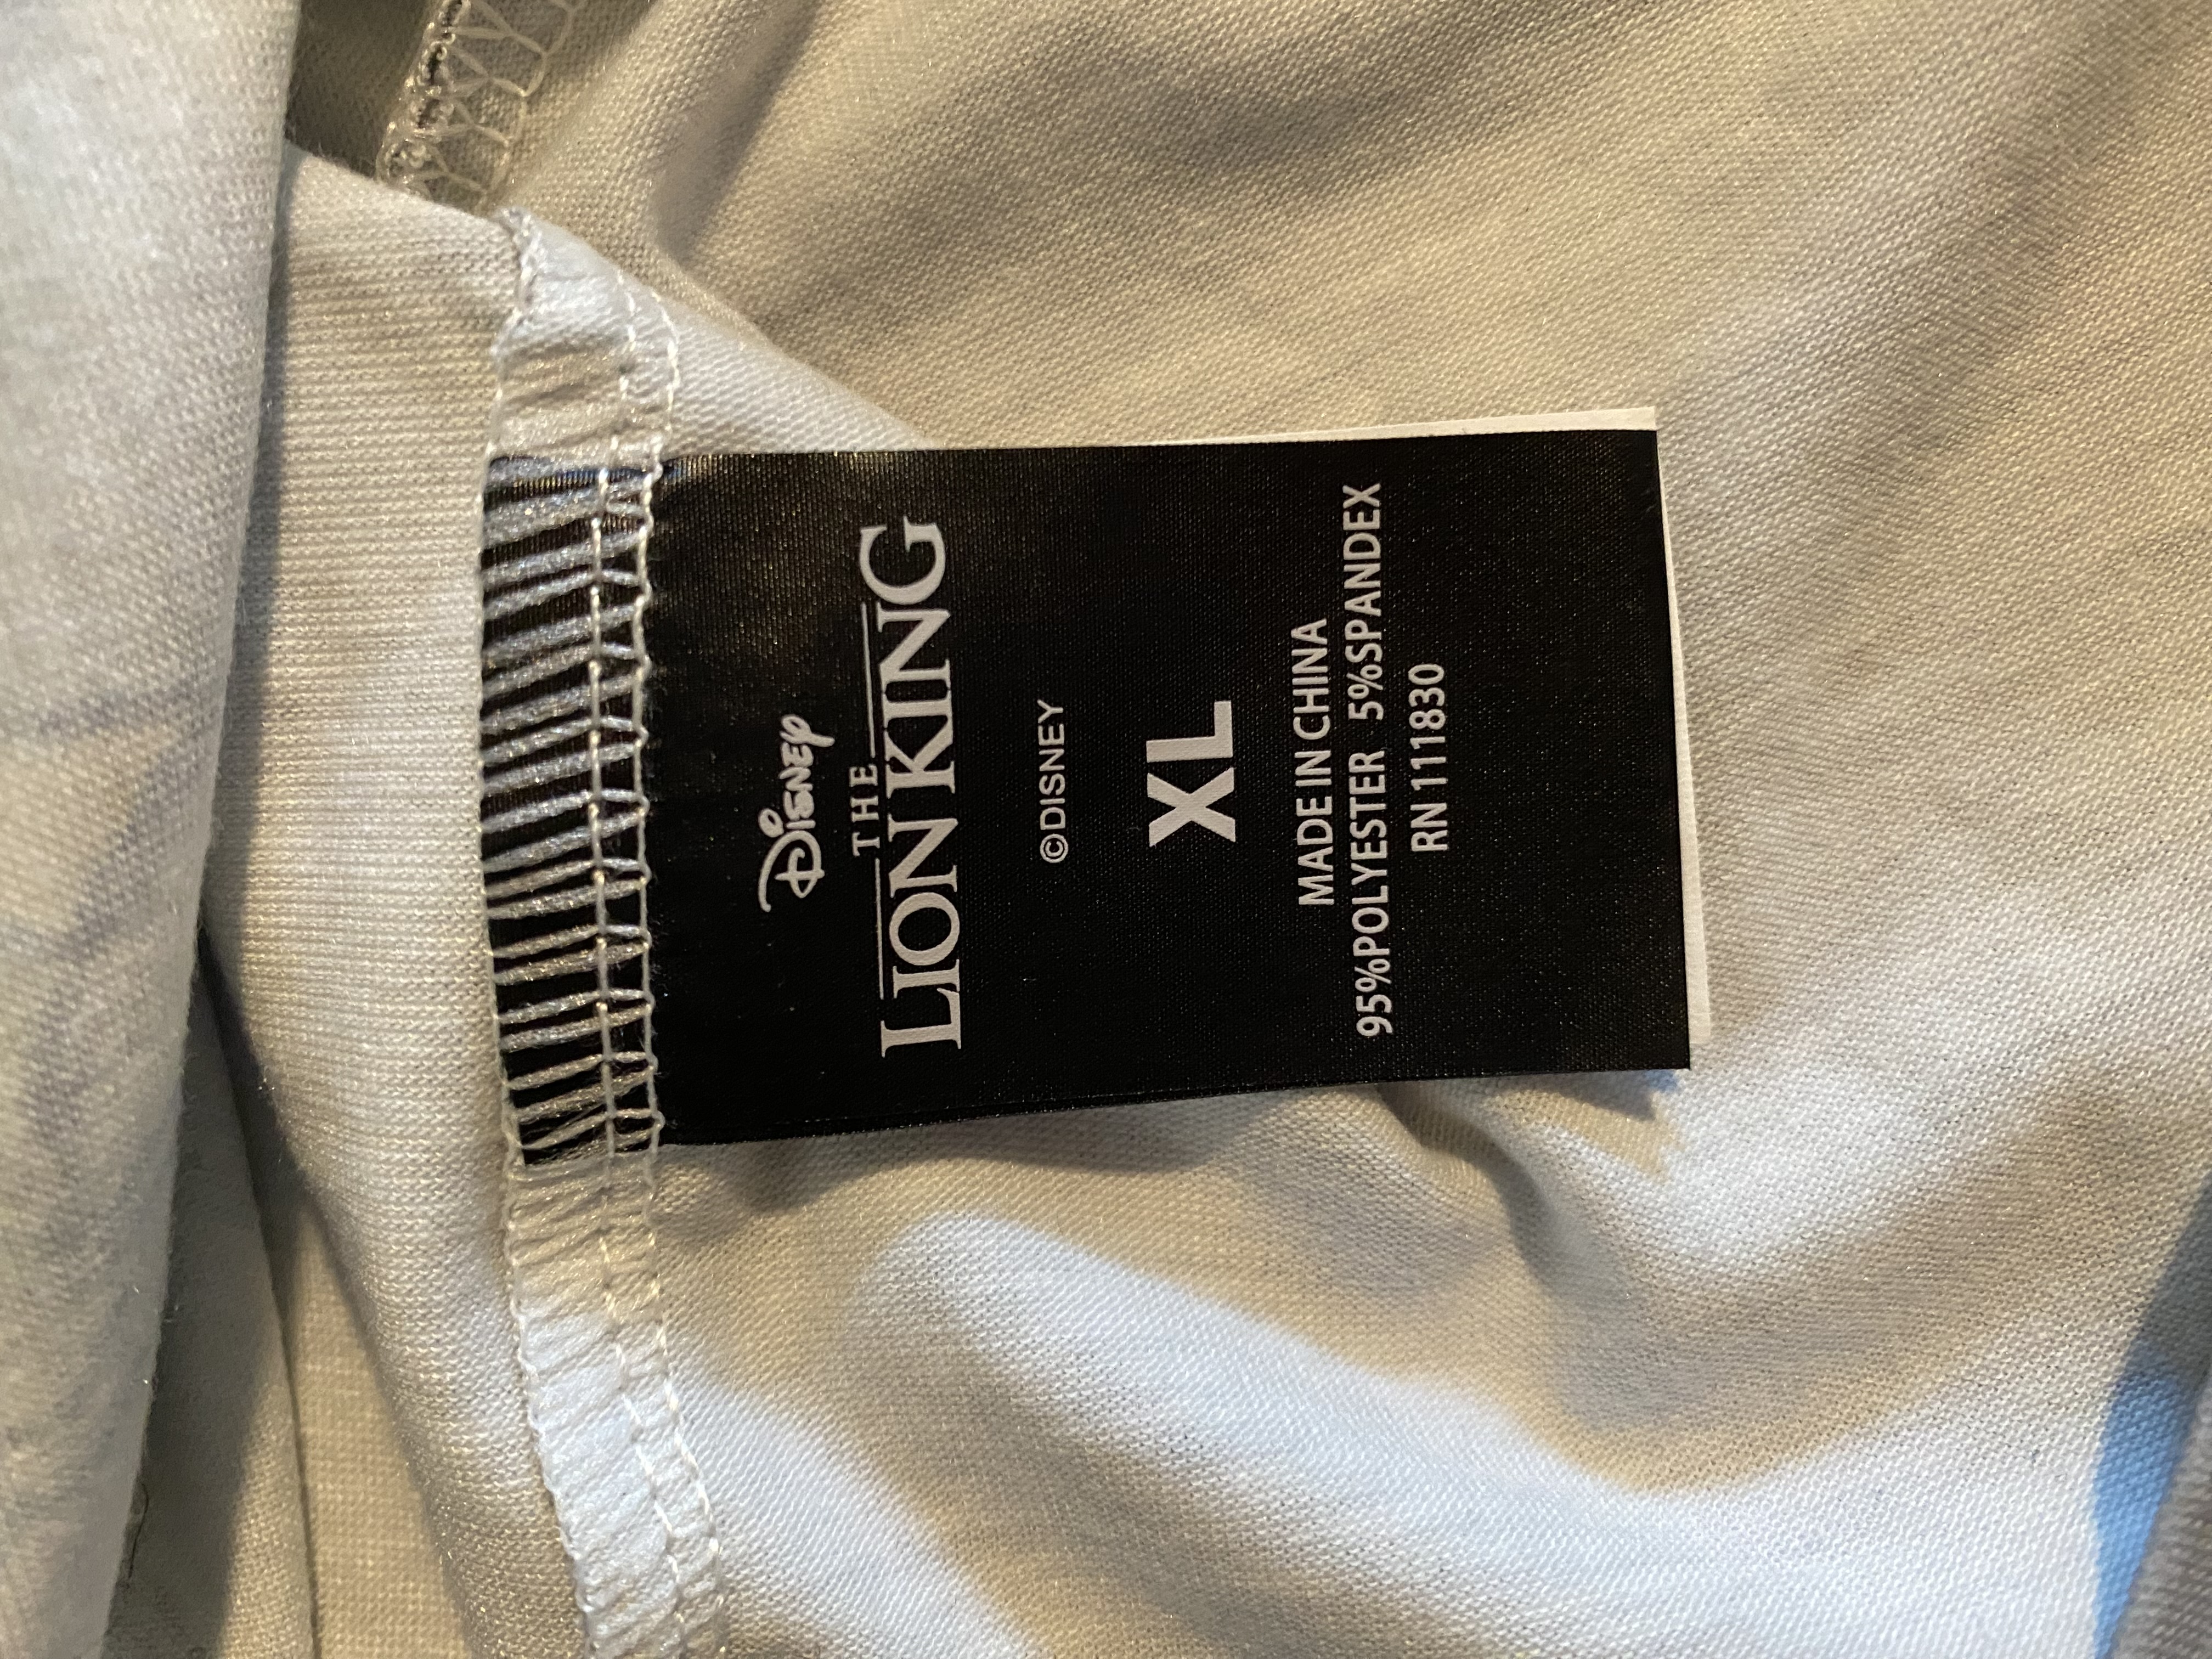 Disney
THE
LION KING
©DISNEY
XL
MADE IN CHINA
95%POLYESTER 5%SPANDEX
RN 111830